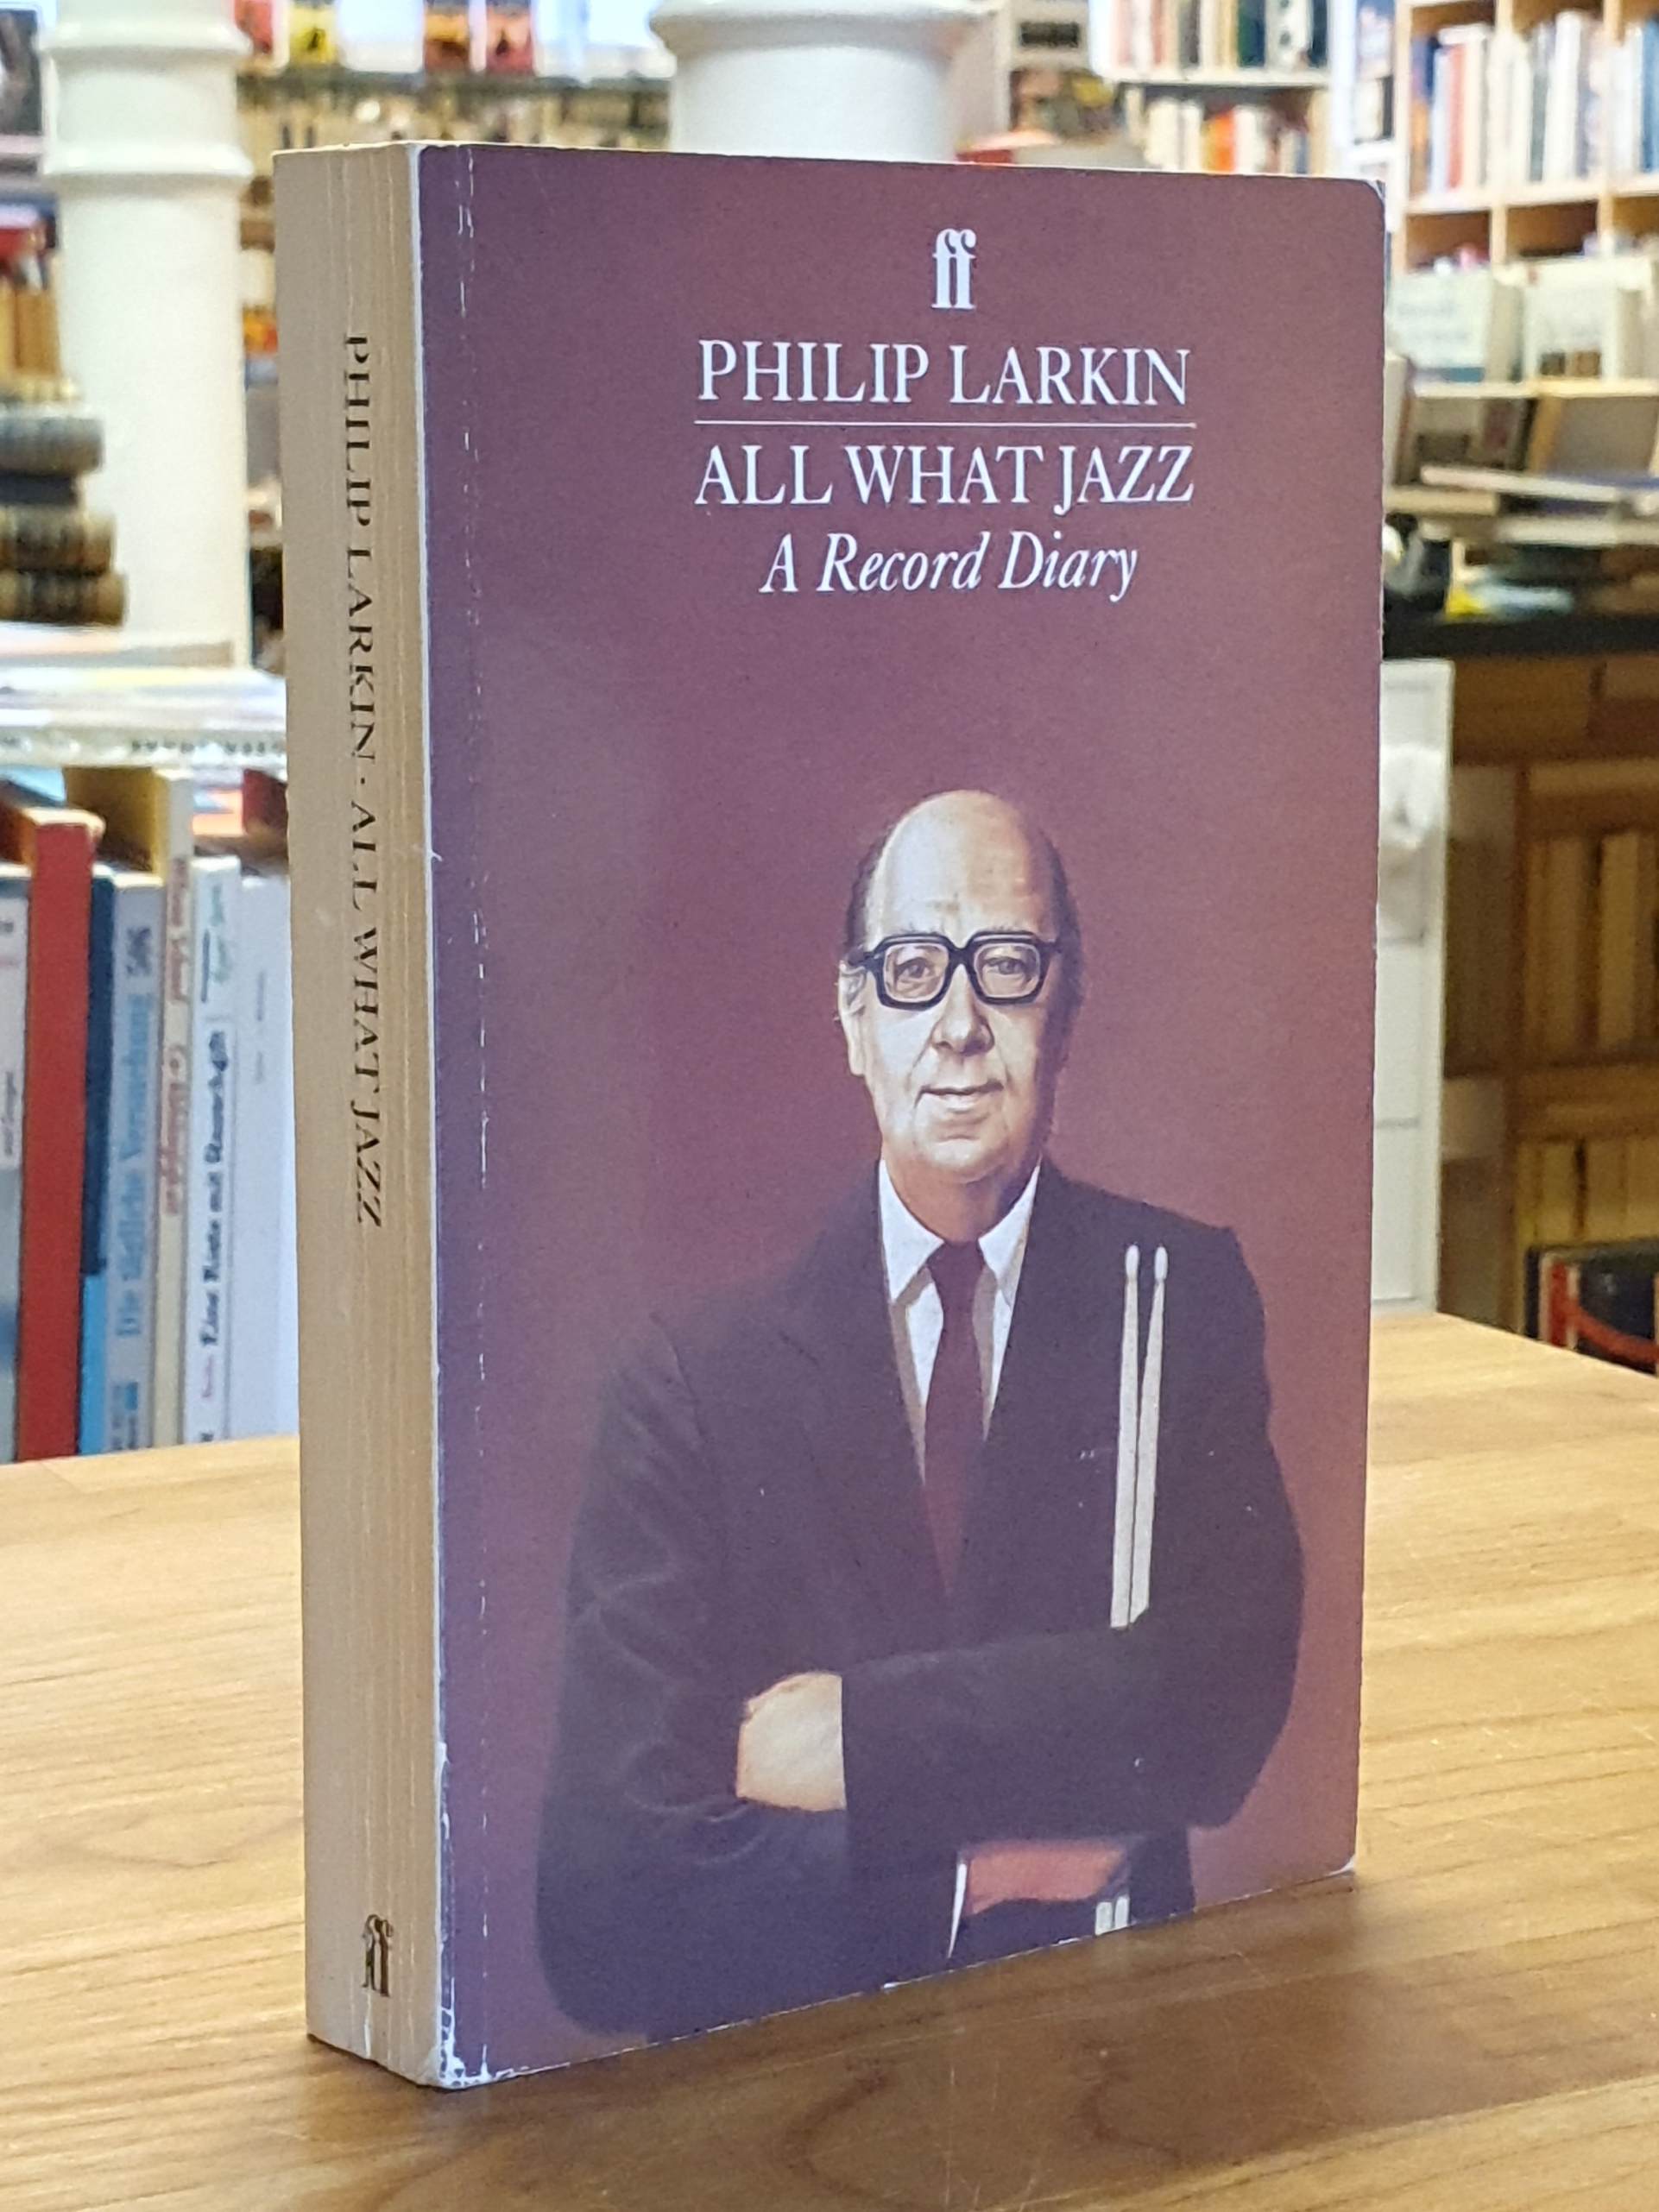 ff
PHILIP LARKIN
ALL WHAT JAZZ
A Record Diary
PHILIP LARKIN · ALL WHAT JAZZ
ff